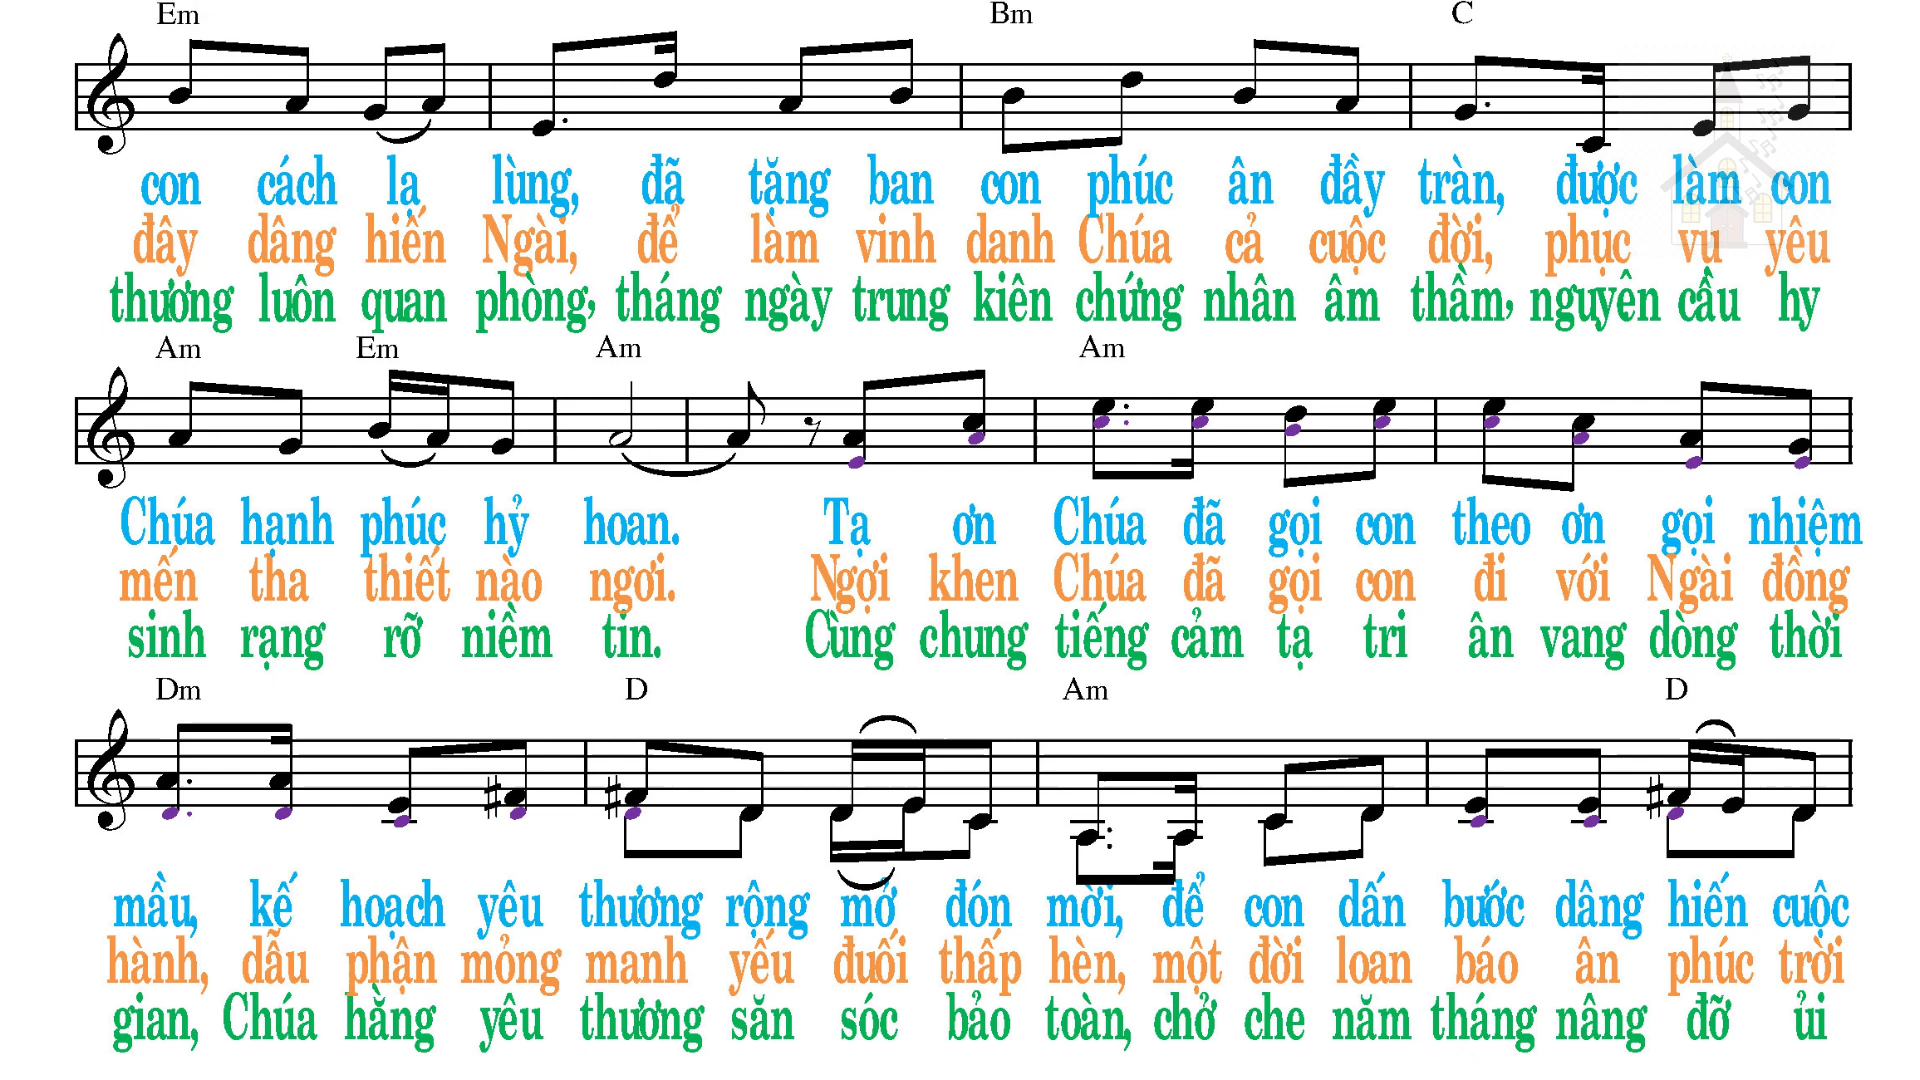 Em Bm C
con cách lạ lùng, đã tặng ban con phúc ân đầy tràn, được làm con
đây dâng hiến Ngài, để làm vinh danh Chúa cả cuộc đời, phục vụ yêu
thương luôn quan phòng, tháng ngày trung kiên chứng nhân âm thầm, nguyên cầu hy
Am Em Am Am
Chúa hạnh phúc hỷ hoan. Tạ ơn Chúa đã gọi con theo ơn gọi nhiệm
mến tha thiết nào ngơi. Ngợi khen Chúa đã gọi con đi với Ngài đồng
sinh rạng rỡ niềm tin. Cùng chung tiếng cảm tạ tri ân vang dòng thời
Dm D Am D
mầu, kế hoạch yêu thương rộng mở đón mời, để con dấn bước dâng hiến cuộc
hành, dẫu phận mỏng manh yếu đuối thấp hèn, một đời loan báo ân phúc trời
gian, Chúa hằng yêu thương săn sóc bảo toàn, chở che năm tháng nâng đỡ ủi